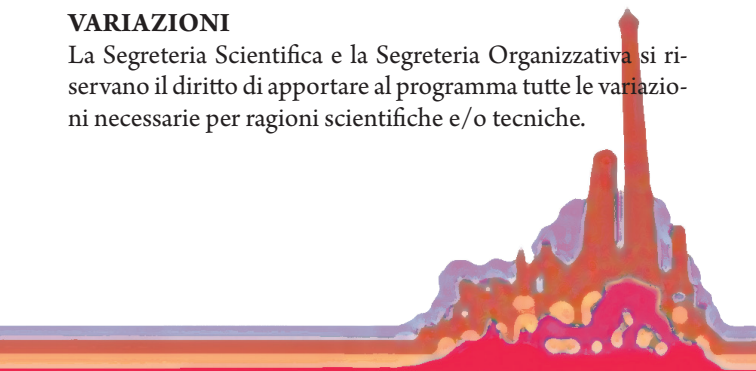 VARIAZIONI
La Segreteria Scientifica e la Segreteria Organizzativa si ri-
servano il diritto di apportare al programma tutte le variazio-
ni necessarie per ragioni scientifiche e/o tecniche.